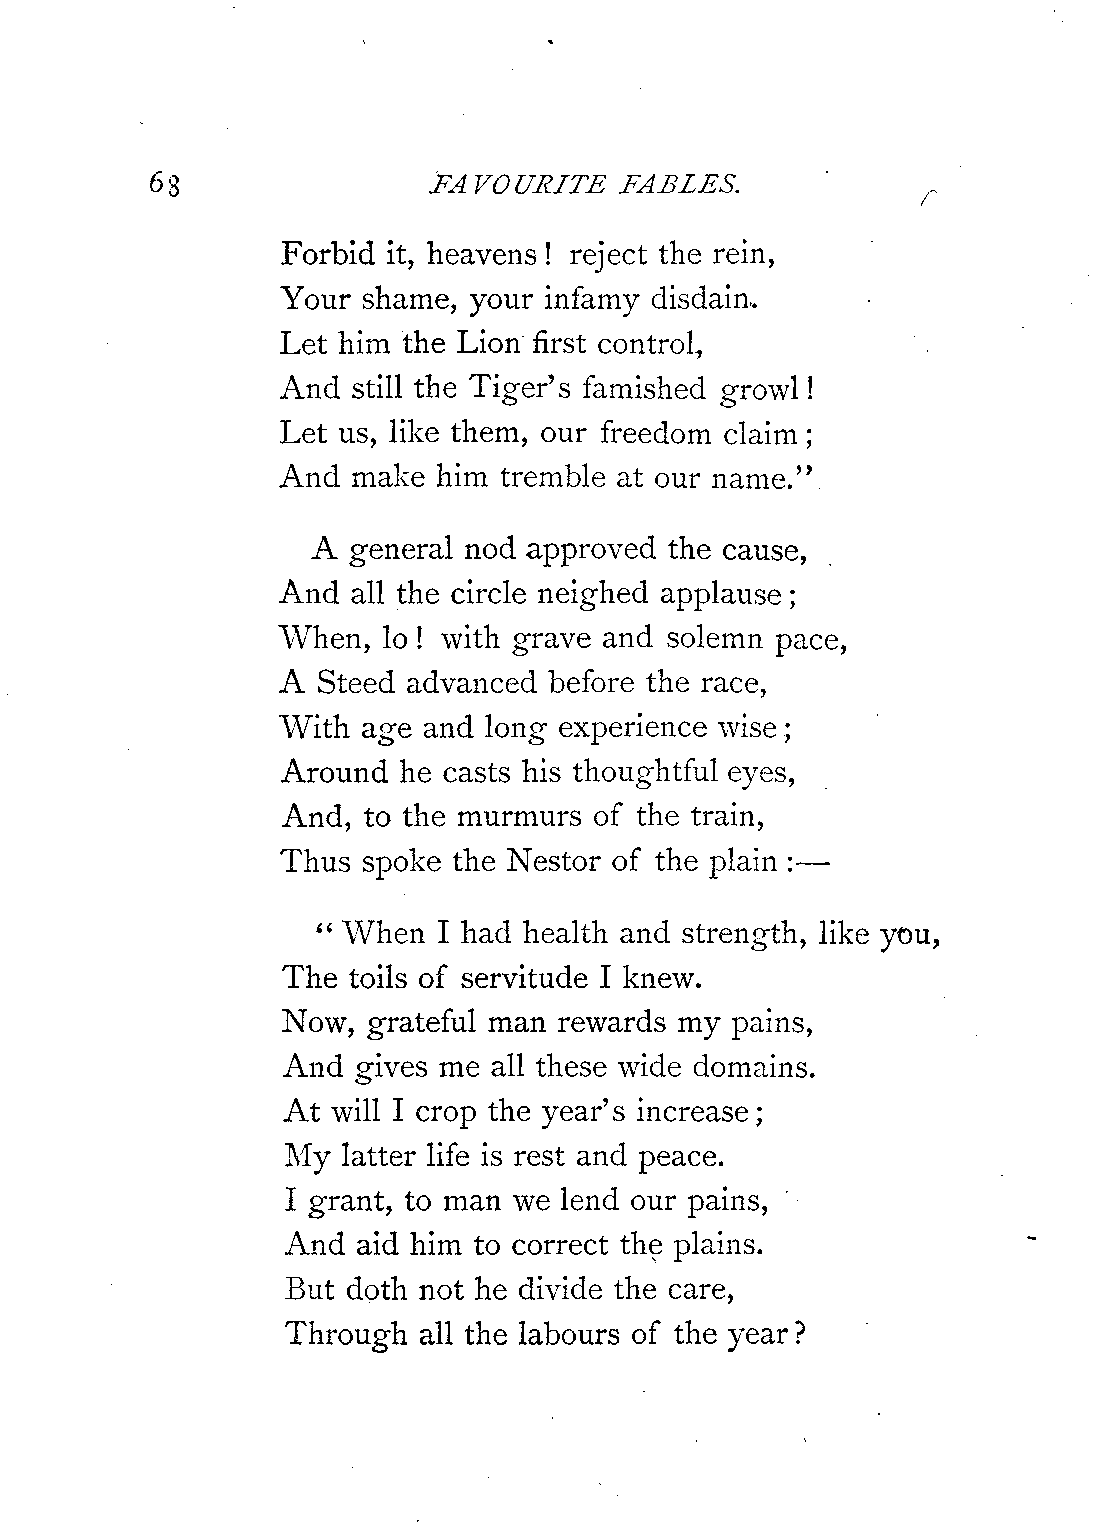 68 FAVOURITE FABLES.
Forbid it, heavens! reject the rein,
Your shame, your infamy disdain.
Let him the Lion first control,
And still the Tiger's famished growl!
Let us, like them, our freedom claim;
And make him tremble at our name."
A general nod approved the cause,
And all the circle neighed applause;
When, lo! with grave and solemn pace,
A Steed advanced before the race,
With age and long experience wise;
Around he casts his thoughtful eyes,
And, to the murmurs of the train,
Thus spoke the Nestor of the plain:—
"When I had health and strength, like you,
The toils of servitude I knew.
Now, grateful man rewards my pains,
And gives me all these wide domains.
At will I crop the year's increase;
My latter life is rest and peace.
I grant, to man we lend our pains,
And aid him to correct the plains.
But doth not he divide the care,
Through all the labours of the year?